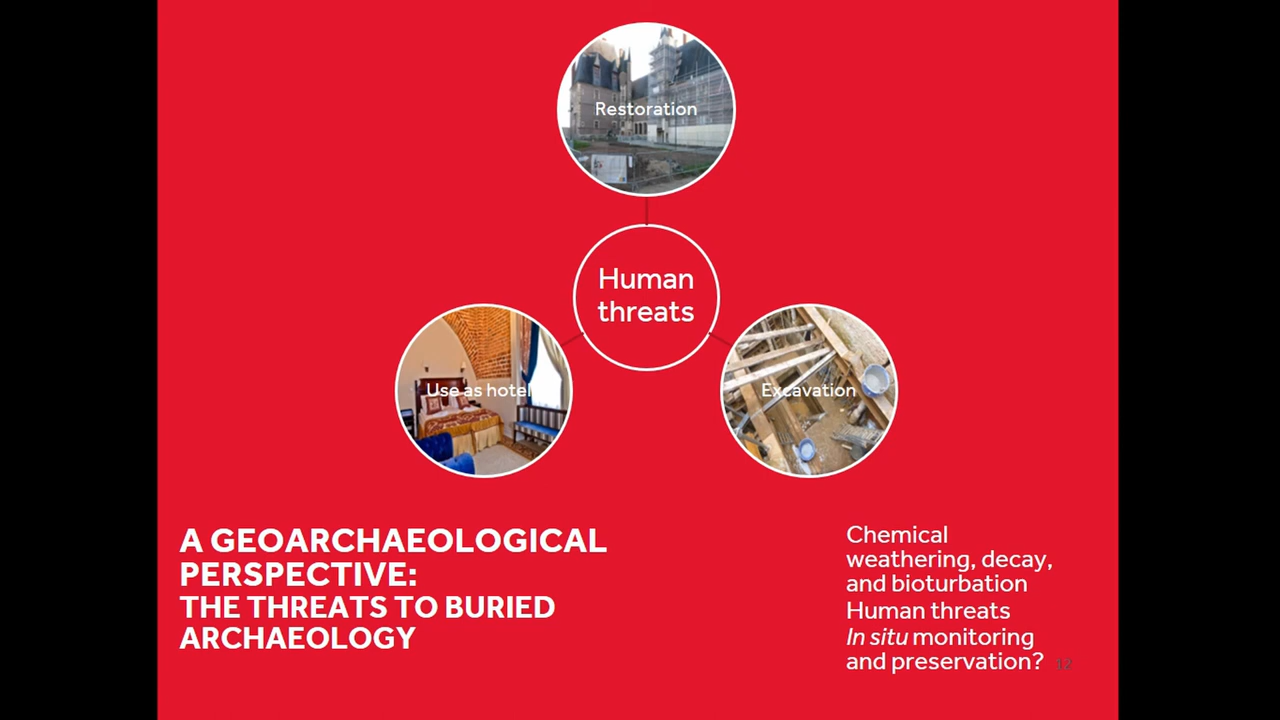 Restoration
Human
threats
Use as hotel
Excavation
A GEOARCHAEOLOGICAL
PERSPECTIVE:
THE THREATS TO BURIED
ARCHAEOLOGY
Chemical
weathering, decay,
and bioturbation
Human threats
In situ monitoring
and preservation?
12